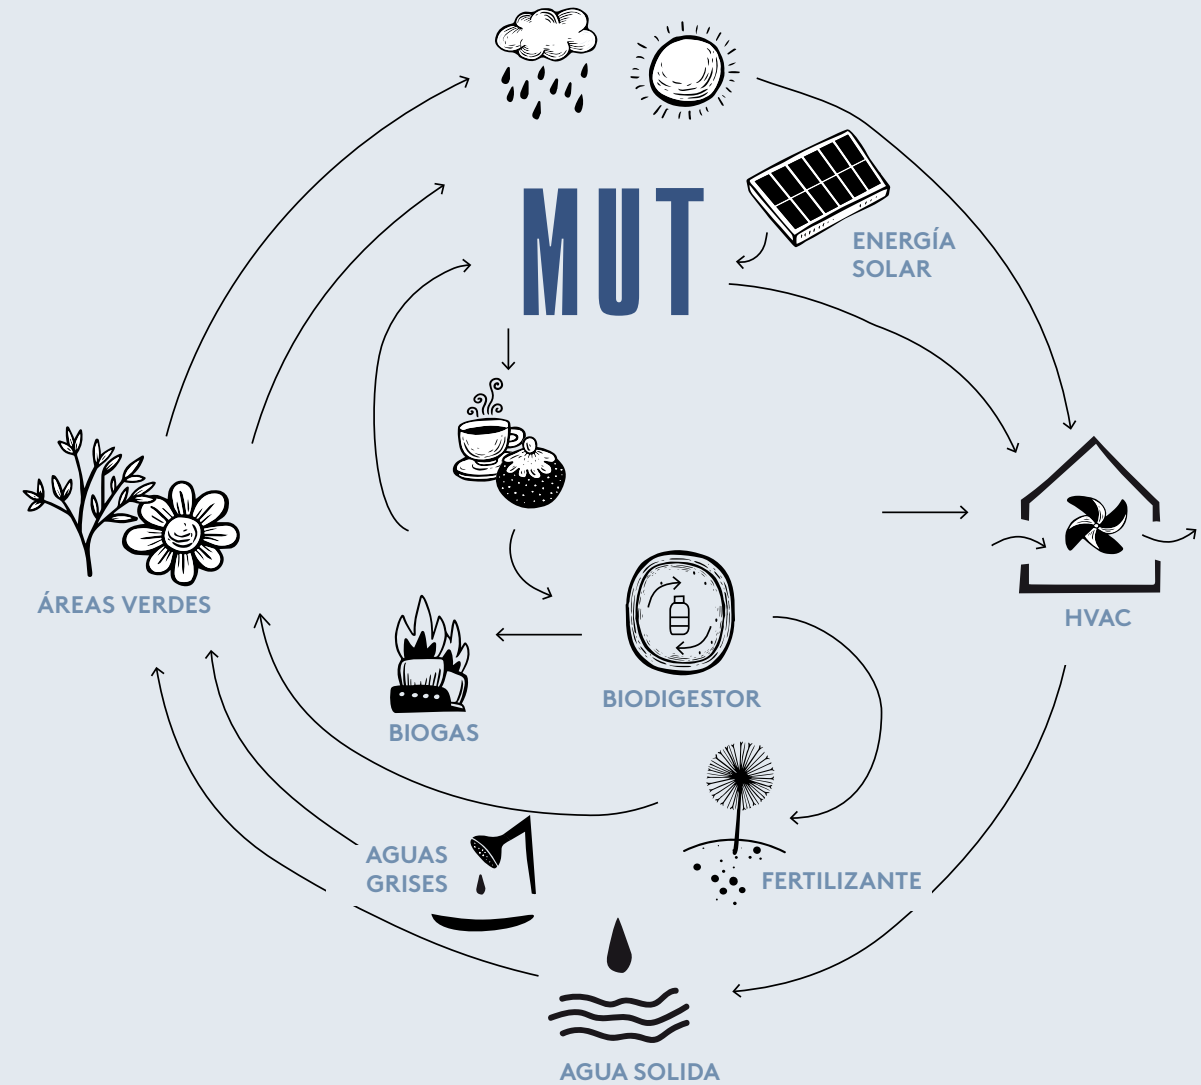 MUT
ENERGÍA
SOLAR
ÁREAS VERDES
HVAC
BIODIGESTOR
BIOGAS
AGUAS
GRISES
FERTILIZANTE
AGUA SOLIDA